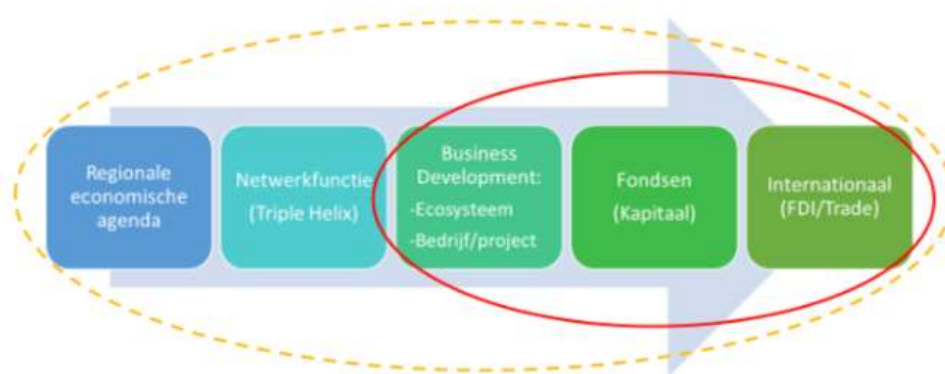 Regionale
economische
agenda
Netwerkfunctie
(Triple Helix)
Business
Development:
-Ecosysteem
-Bedrijf/project
Fondsen
(Kapitaal)
Internationaal
(FDI/Trade)